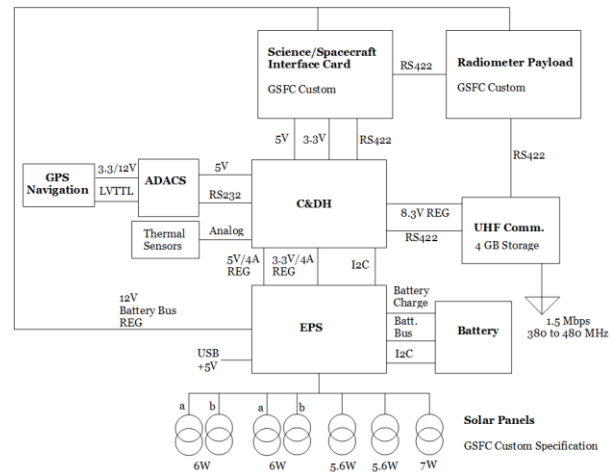 Science/Spacecraft
Interface Card
GSFC Custom
RS422
Radiometer Payload
GSFC Custom
5V
3.3V
RS422
RS422
GPS
Navigation
3.3/12V
LVTTL
ADACS
5V
RS232
C&DH
8.3V REG
RS422
UHF Comm.
4 GB Storage
Thermal
Sensors
Analog
5V/4A
REG
3.3V/4A
REG
I2C
1.5 Mbps
380 to 480 MHz
12V
Battery Bus
REG
EPS
Battery
Charge
Batt.
Bus
I2C
Battery
USB
+5V
a
b
a
b
6W
6W
5.6W
5.6W
7W
Solar Panels
GSFC Custom Specification